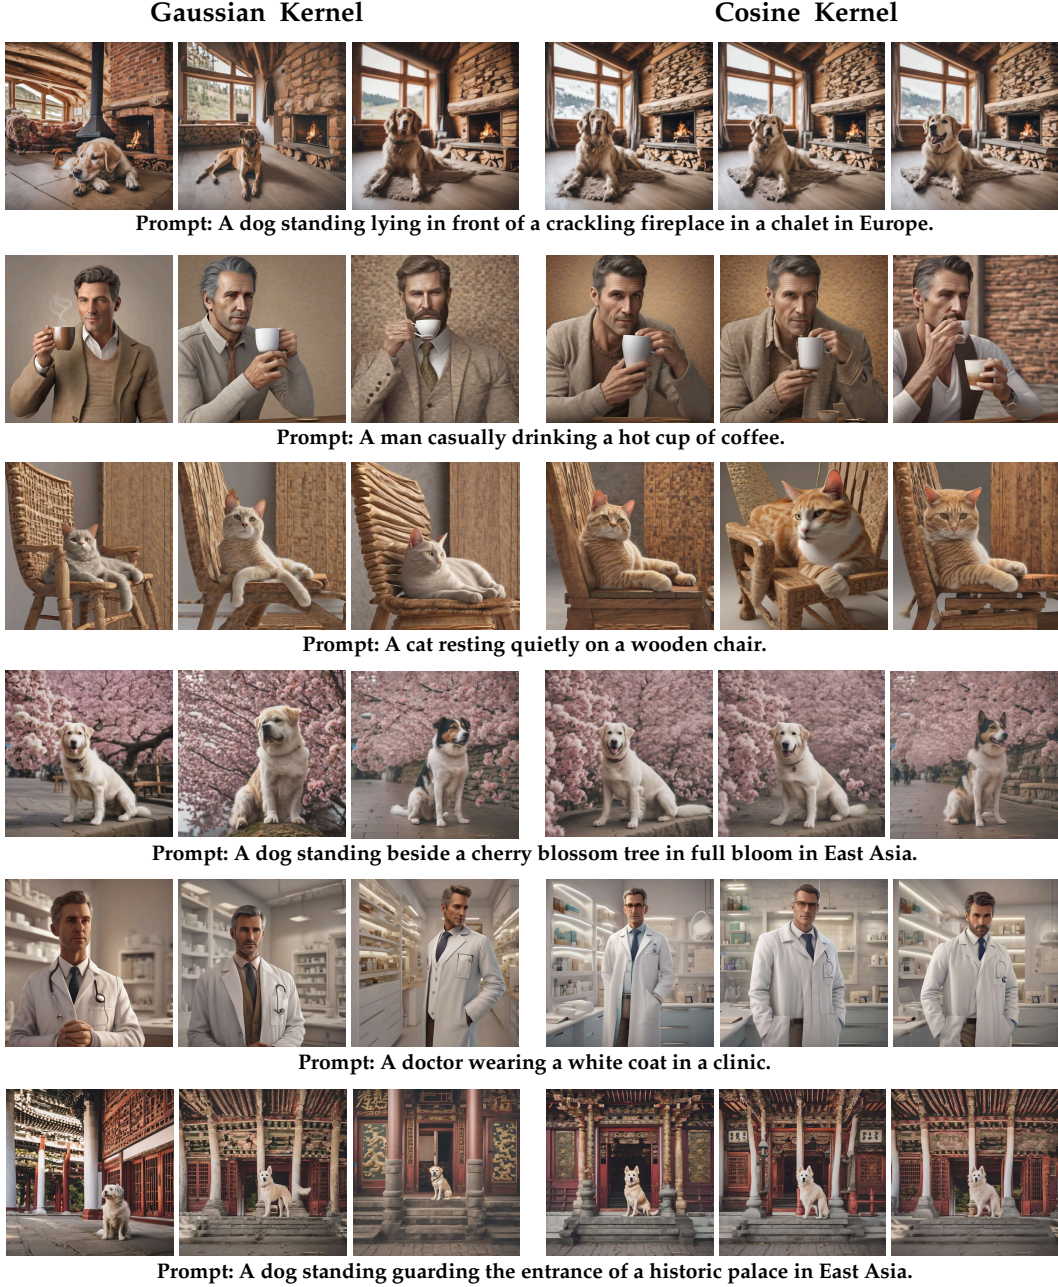 Gaussian Kernel
Cosine Kernel
Prompt: A dog standing lying in front of a crackling fireplace in a chalet in Europe.
Prompt: A man casually drinking a hot cup of coffee.
Prompt: A cat resting quietly on a wooden chair.
Prompt: A dog standing beside a cherry blossom tree in full bloom in East Asia.
Prompt: A doctor wearing a white coat in a clinic.
Prompt: A dog standing guarding the entrance of a historic palace in East Asia.